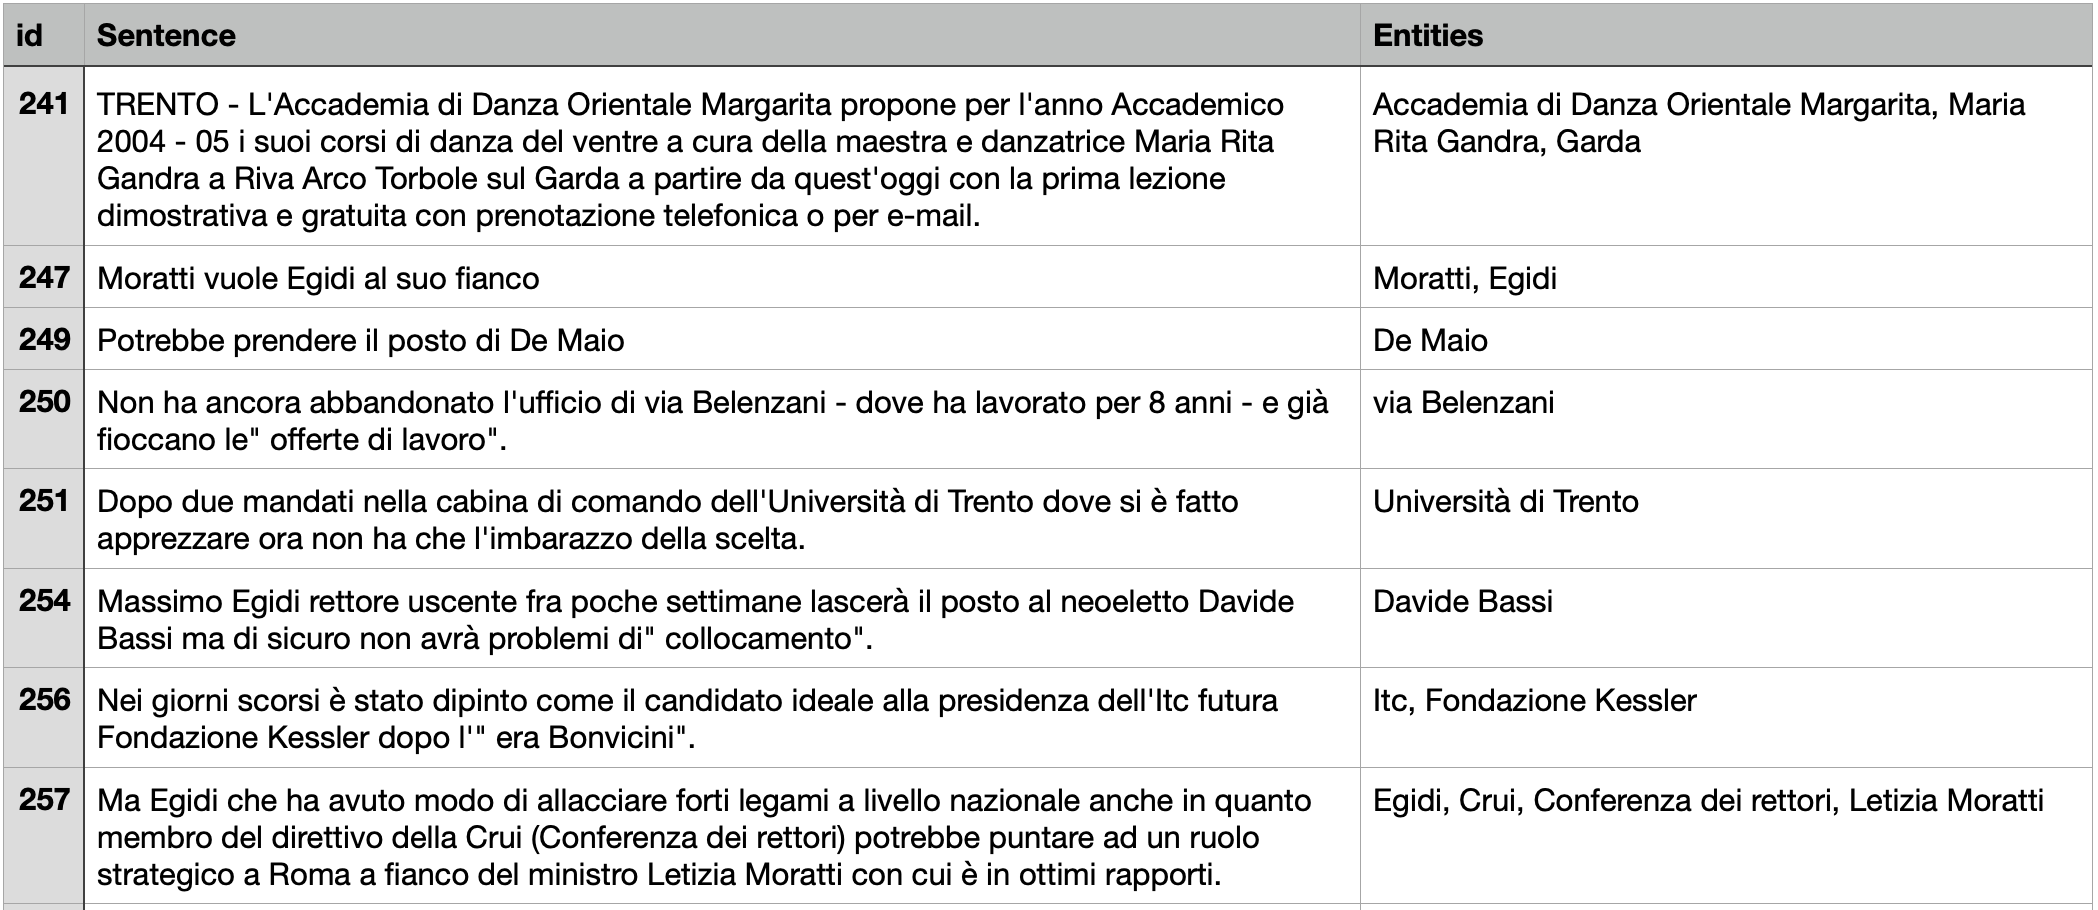 id Sentence Entities
241 TRENTO - L'Accademia di Danza Orientale Margarita propone per l'anno Accademico Accademia di Danza Orientale Margarita, Maria
2004 - 05 i suoi corsi di danza del ventre a cura della maestra e danzatrice Maria Rita Rita Gandra, Garda
Gandra a Riva Arco Torbole sul Garda a partire da quest'oggi con la prima lezione
dimostrativa e gratuita con prenotazione telefonica o per e-mail.
247 Moratti vuole Egidi al suo fianco Moratti, Egidi
249 Potrebbe prendere il posto di De Maio De Maio
250 Non ha ancora abbandonato l'ufficio di via Belenzani - dove ha lavorato per 8 anni - e già via Belenzani
fioccano le" offerte di lavoro".
251 Dopo due mandati nella cabina di comando dell'Università di Trento dove si è fatto Università di Trento
apprezzare ora non ha che l'imbarazzo della scelta.
254 Massimo Egidi rettore uscente fra poche settimane lascerà il posto al neoeletto Davide Davide Bassi
Bassi ma di sicuro non avrà problemi di" collocamento".
256 Nei giorni scorsi è stato dipinto come il candidato ideale alla presidenza dell'Itc futura Itc, Fondazione Kessler
Fondazione Kessler dopo l'" era Bonvicini".
257 Ma Egidi che ha avuto modo di allacciare forti legami a livello nazionale anche in quanto Egidi, Crui, Conferenza dei rettori, Letizia Moratti
membro del direttivo della Crui (Conferenza dei rettori) potrebbe puntare ad un ruolo
strategico a Roma a fianco del ministro Letizia Moratti con cui è in ottimi rapporti.